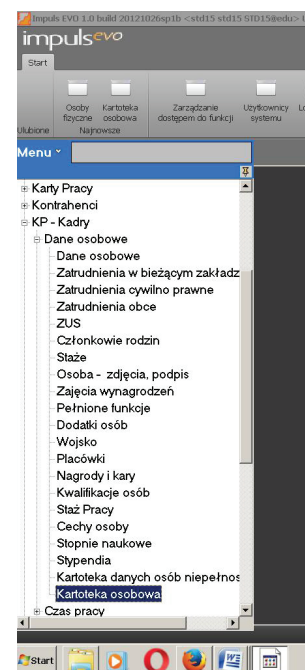 Impuls EVO 1.0 build 20121026sp1b <std15 std15 STD15@edu> U
impulsevo
Start
Osoby fizyczne
Kartoteka osobowa
Zarządzanie dostępem do funkcji
Użytkownicy systemu
Lo
Ulubione
Najnowsze
Menu
Karty Pracy
Kontrahenci
KP - Kadry
Dane osobowe
Dane osobowe
Zatrudnienia w bieżącym zakładz
Zatrudnienia cywilno prawne
Zatrudnienia obce
ZUS
Członkowie rodzin
Staże
Osoba - zdjęcia, podpis
Zajęcia wynagrodzeń
Pełnione funkcje
Dodatki osób
Wojsko
Placówki
Nagrody i kary
Kwalifikacje osób
Staż Pracy
Cechy osoby
Stopnie naukowe
Stypendia
Kartoteka danych osób niepełnos
Kartoteka osobowa
Czas pracy
Start